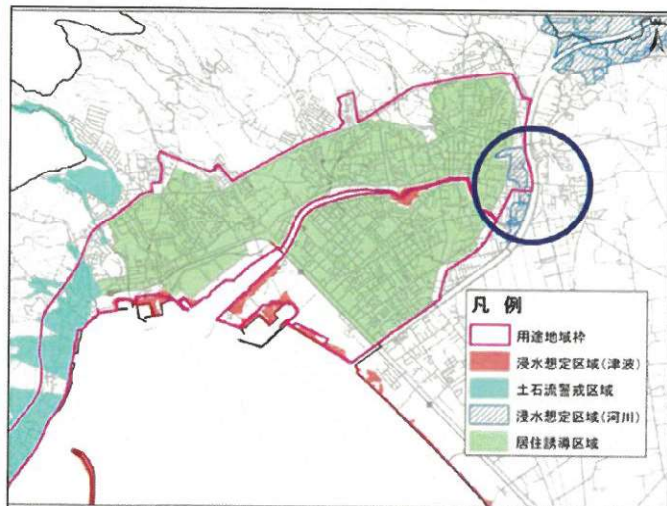 凡例
用途地域枠
浸水想定区域(津波)
土石流警戒区域
浸水想定区域(河川)
居住誘導区域